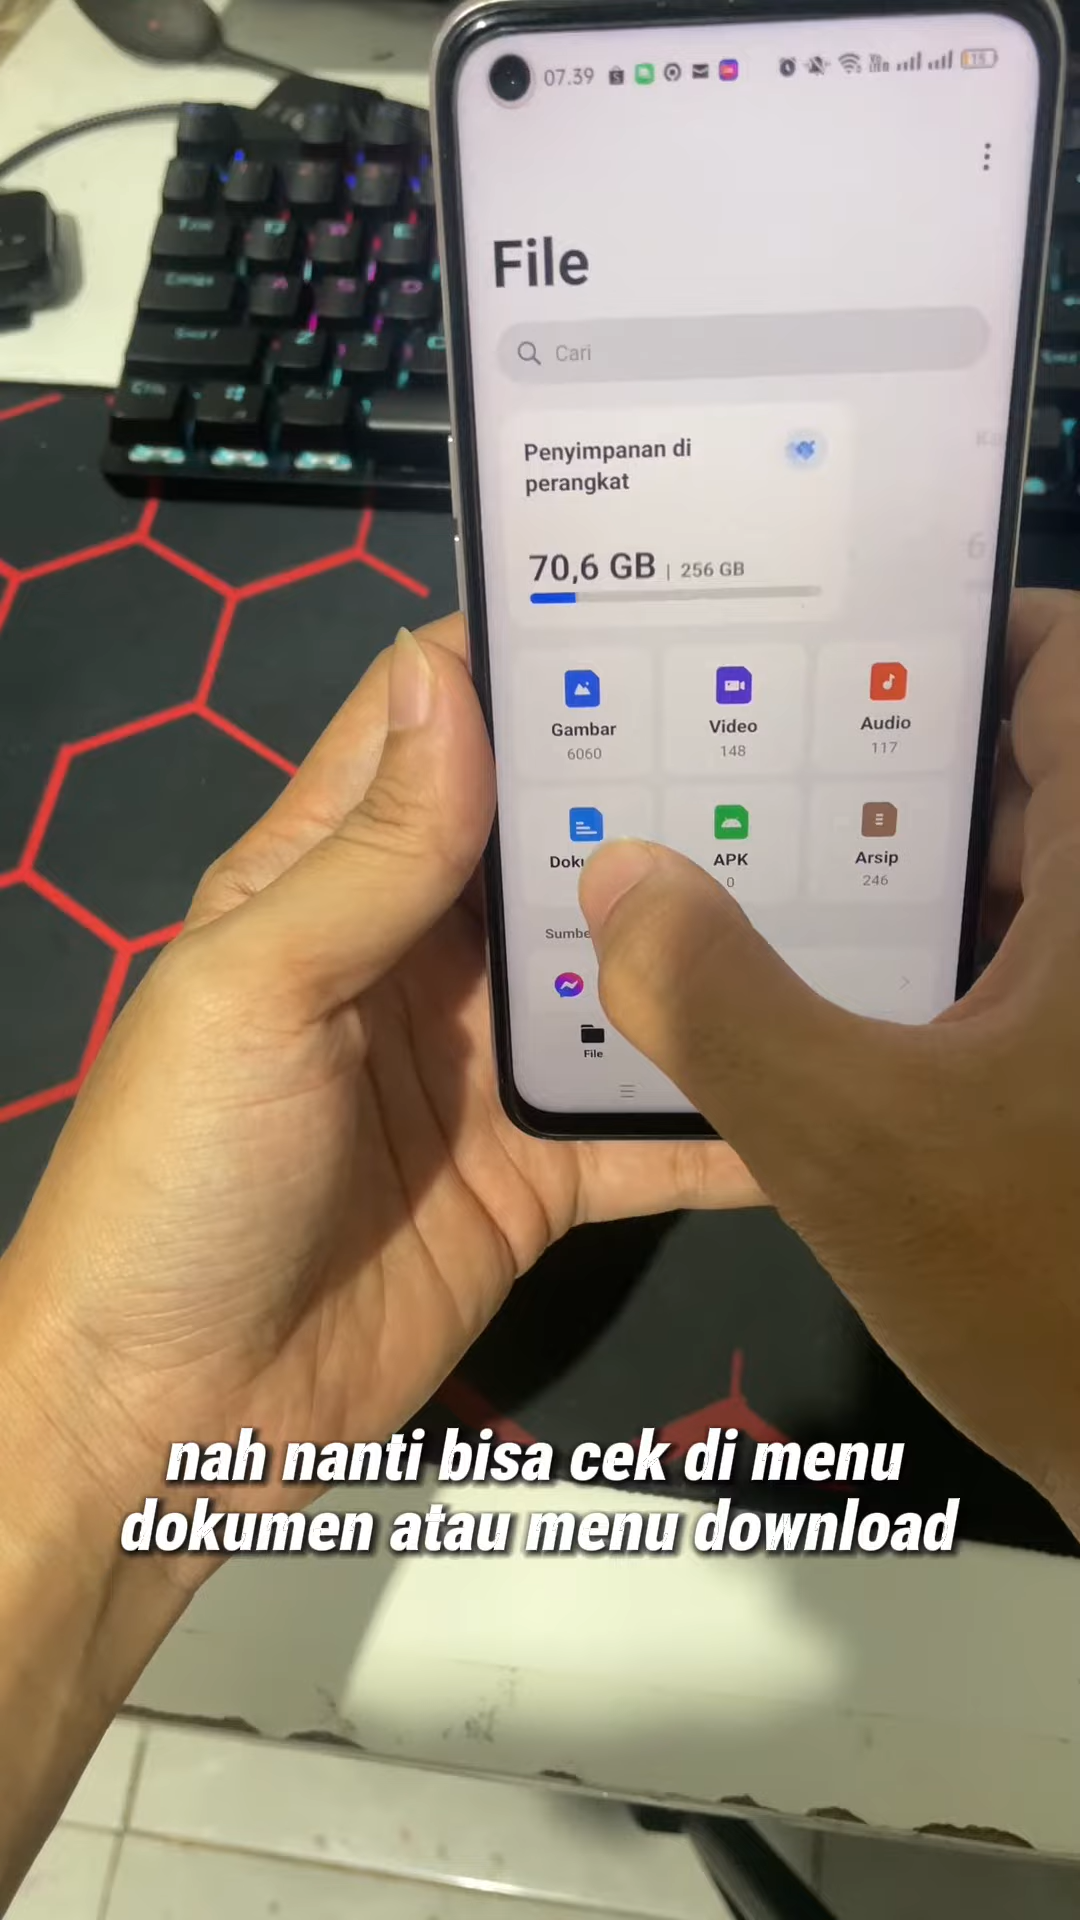 07.39
15
File
Cari
Penyimpanan di
perangkat
70,6 GB | 256 GB
Gambar
6060
Video
148
Audio
117
APK
0
Arsip
246
File
nah nanti bisa cek di menu
dokumen atau menu download